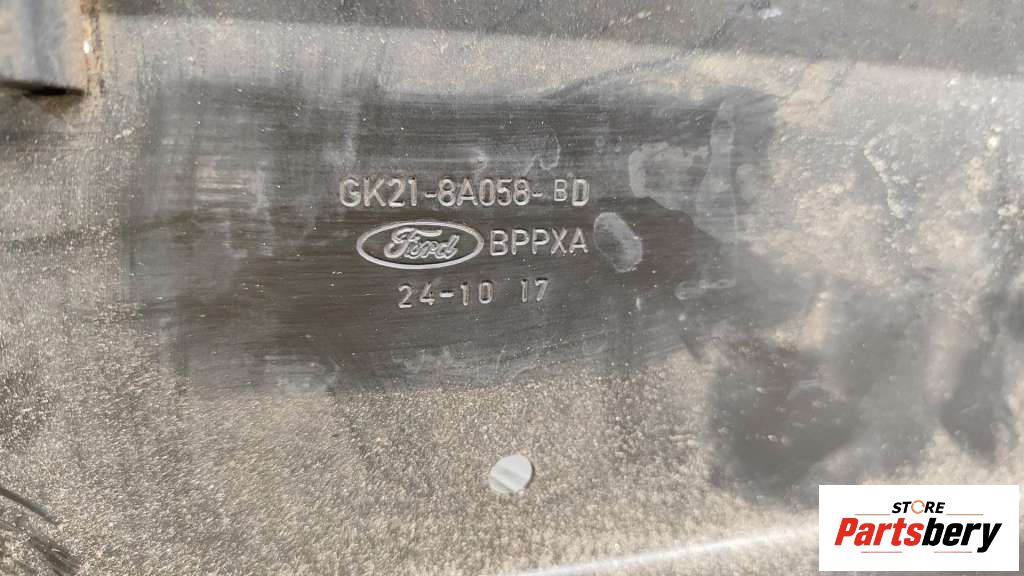 GK21-8A058-BD
Ford BPPXA
24-10 17
STORE
Partsbery